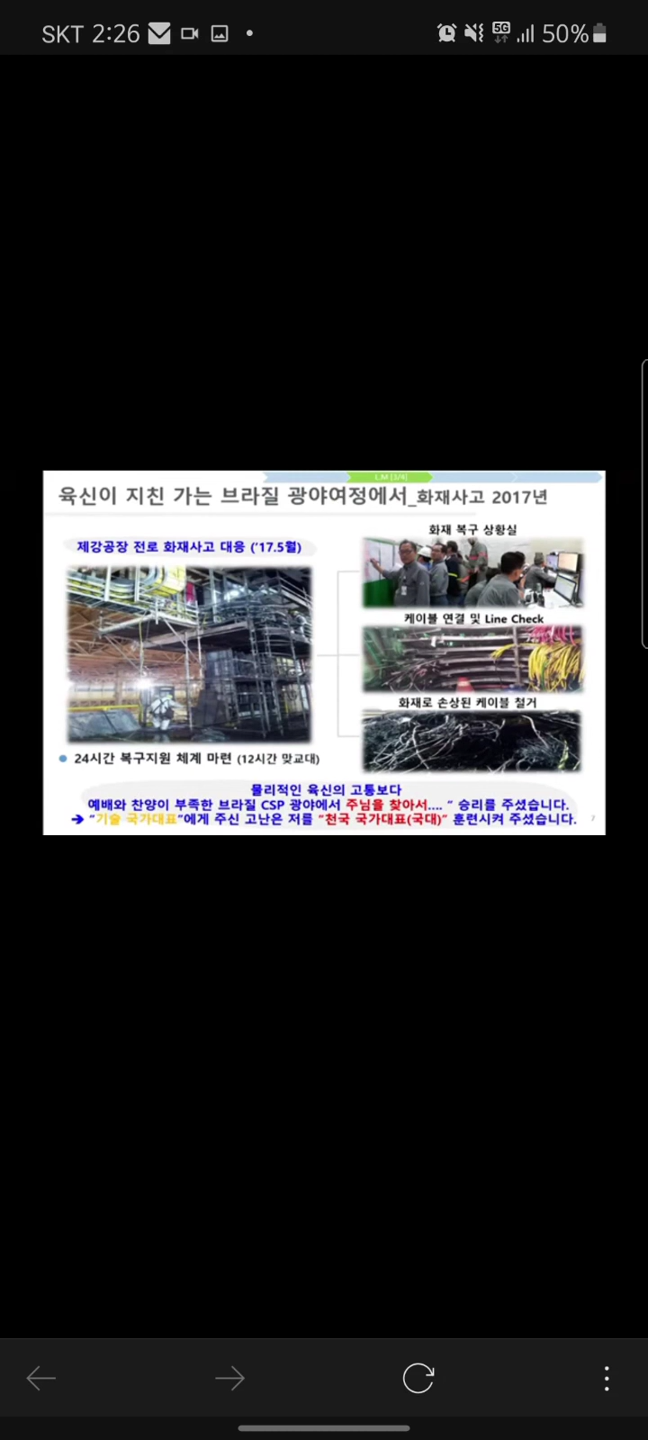 SKT 2:26
5G
50%
L.M [3/4]
육신이 지친 가는 브라질 광야여정에서_화재사고 2017년
제강공장 전로 화재사고 대응 ('17.5월)
화재 복구 상황실
케이블 연결 및 Line Check
화재로 손상된 케이블 철거
● 24시간 복구지원 체계 마련 (12시간 맞교대)
물리적인 육신의 고통보다
예배와 찬양이 부족한 브라질 CSP 광야에서 주님을 찾아서.... “ 승리를 주셨습니다.
➔ “기술 국가대표”에게 주신 고난은 저를 “천국 국가대표(국대)” 훈련시켜 주셨습니다.
7